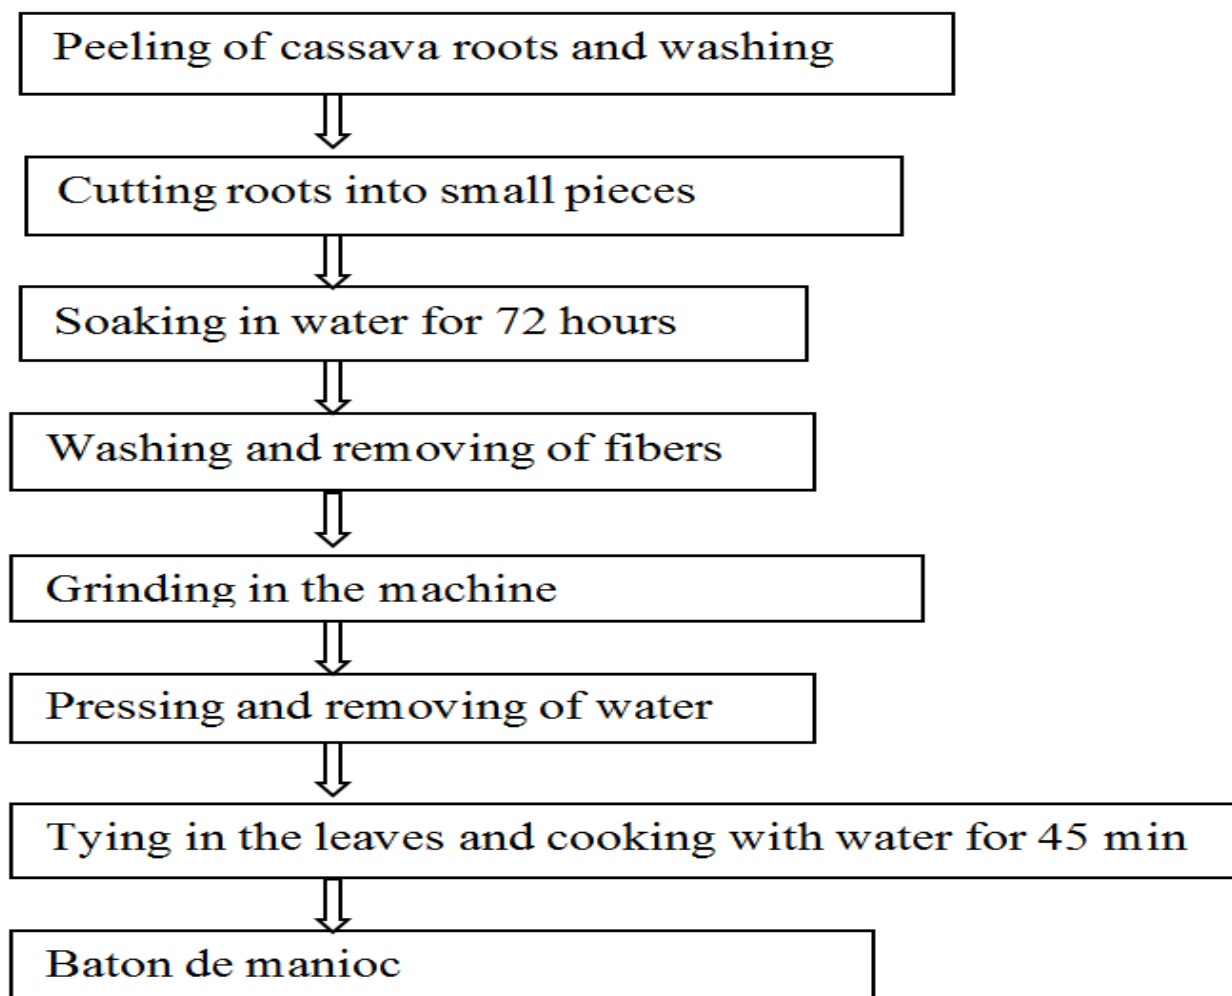 Peeling of cassava roots and washing
Cutting roots into small pieces
Soaking in water for 72 hours
Washing and removing of fibers
Grinding in the machine
Pressing and removing of water
Tying in the leaves and cooking with water for 45 min
Baton de manioc